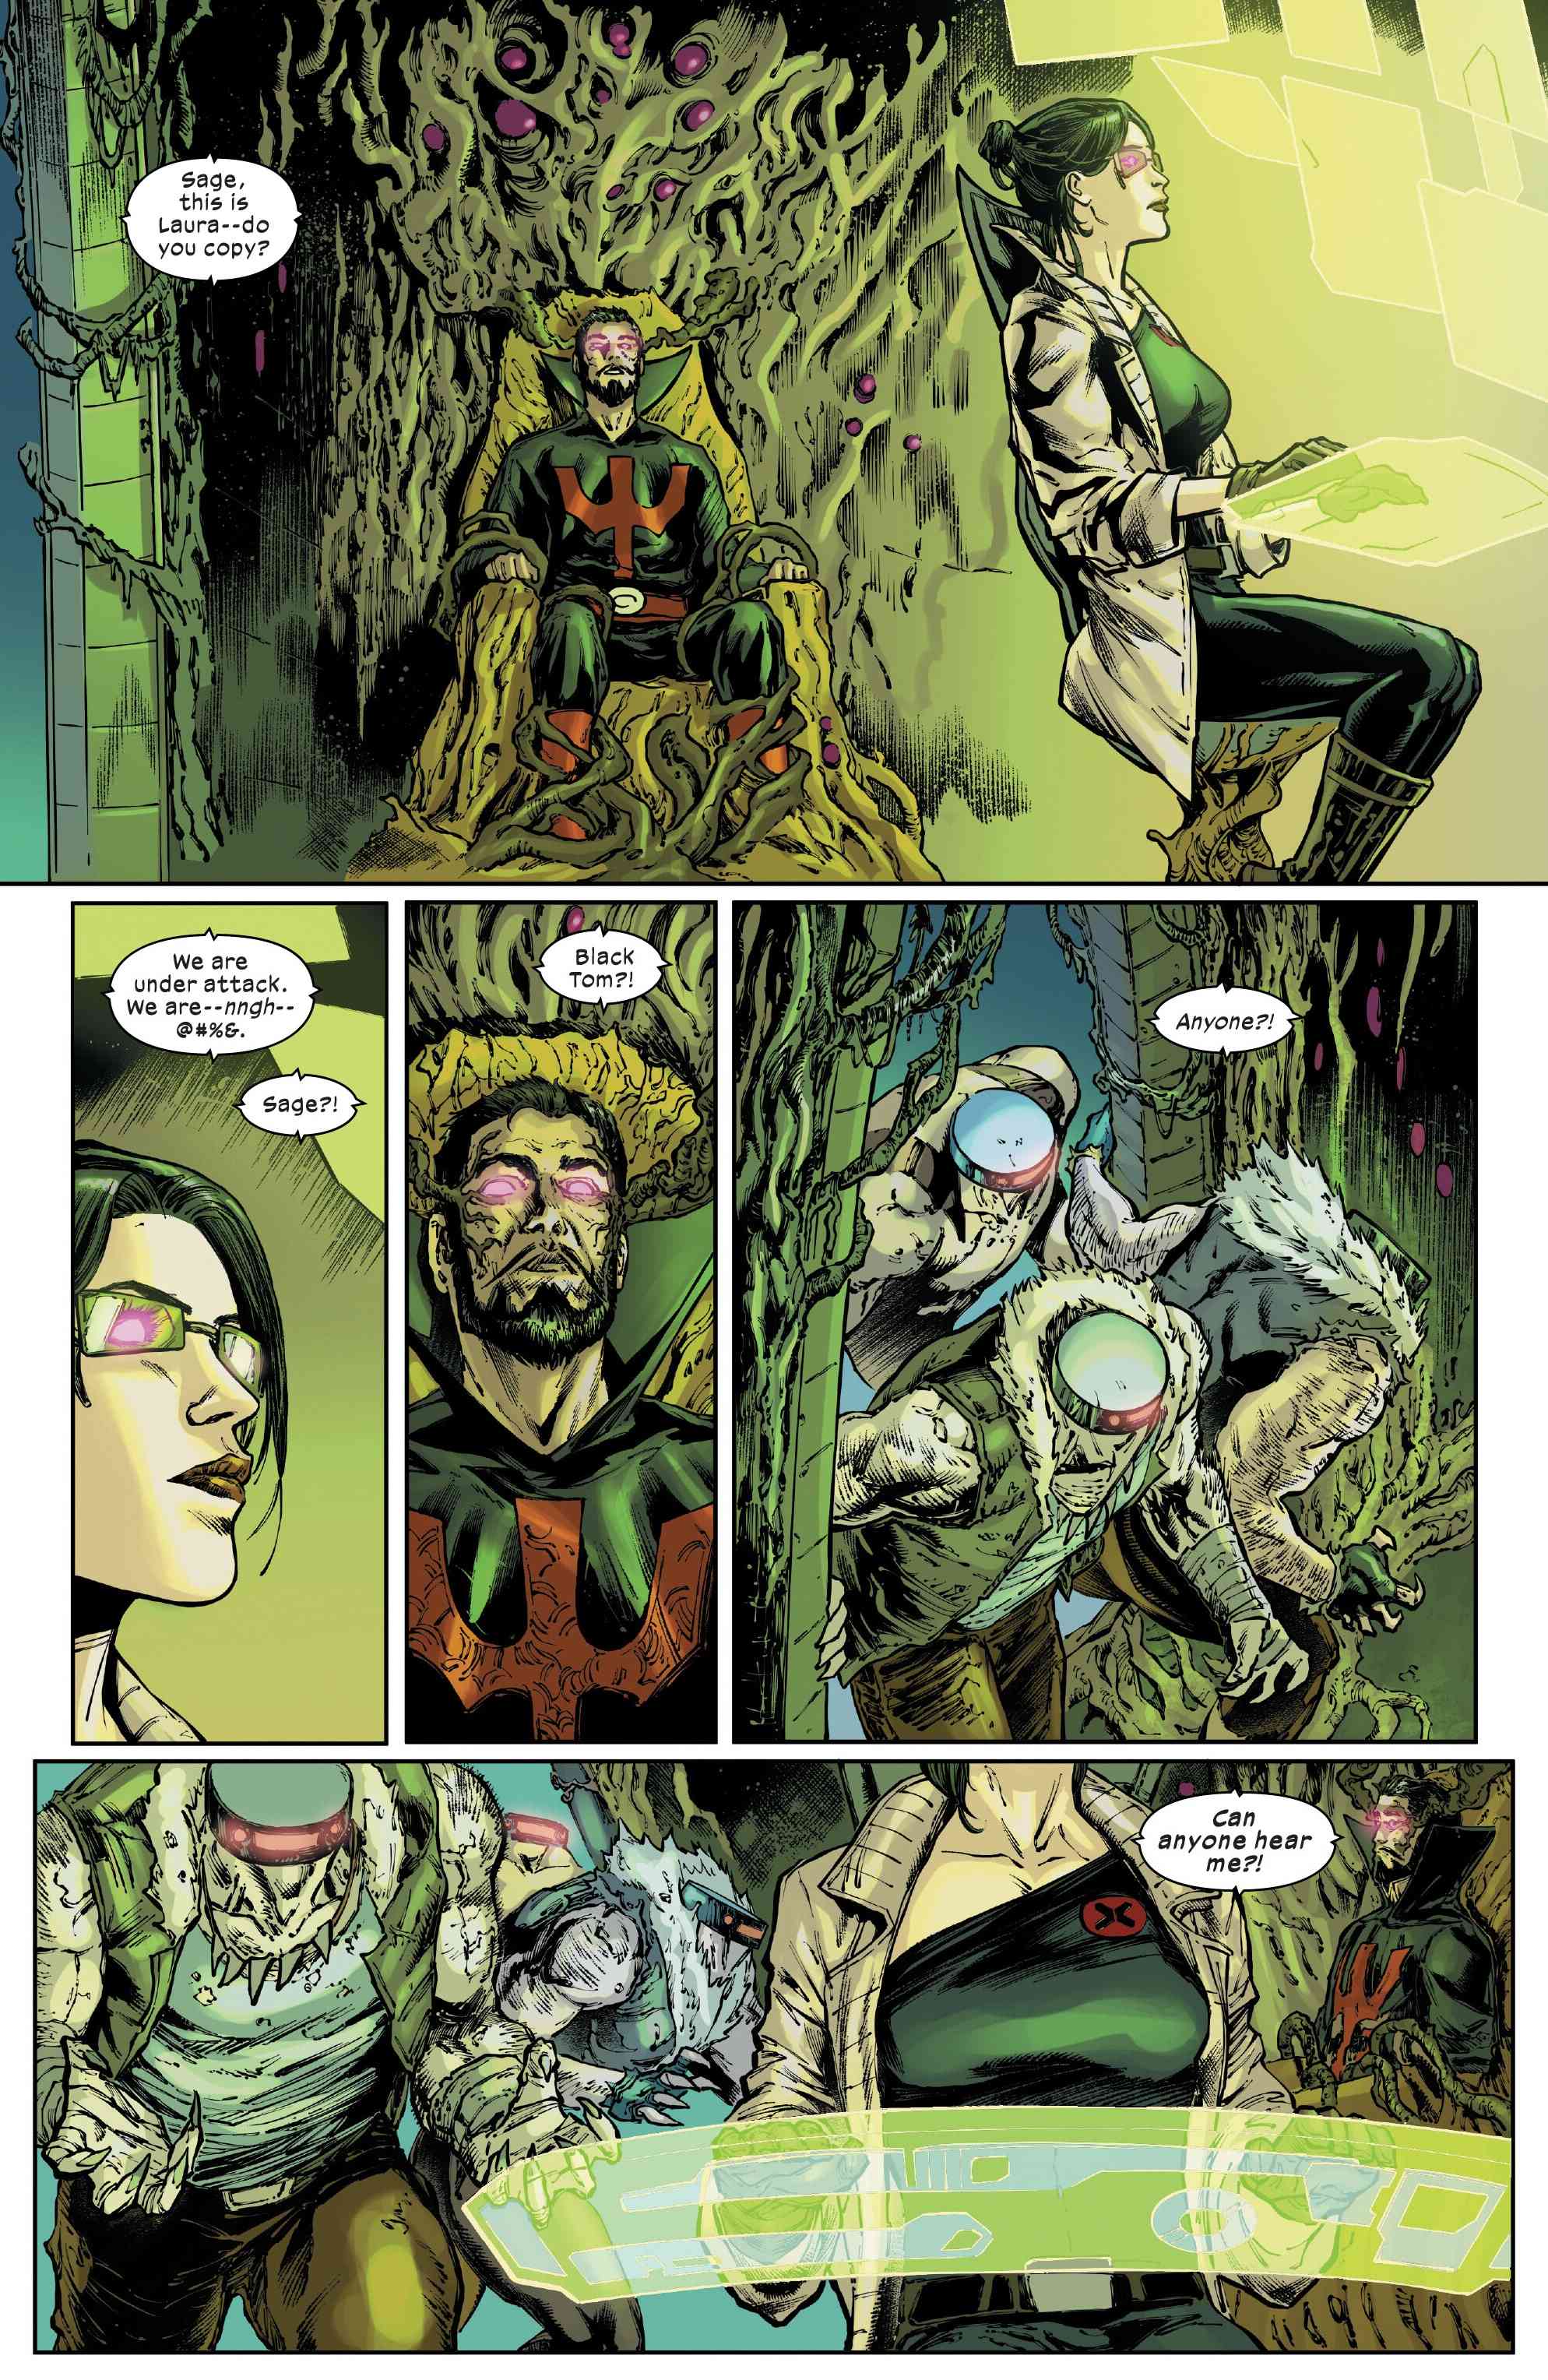 Sage,
this is
Laura--do
you copy?
We are
under attack.
We are--nngh--
@#%&.
Sage?!
Black
Tom?!
Anyone?!
Can
anyone hear
me?!